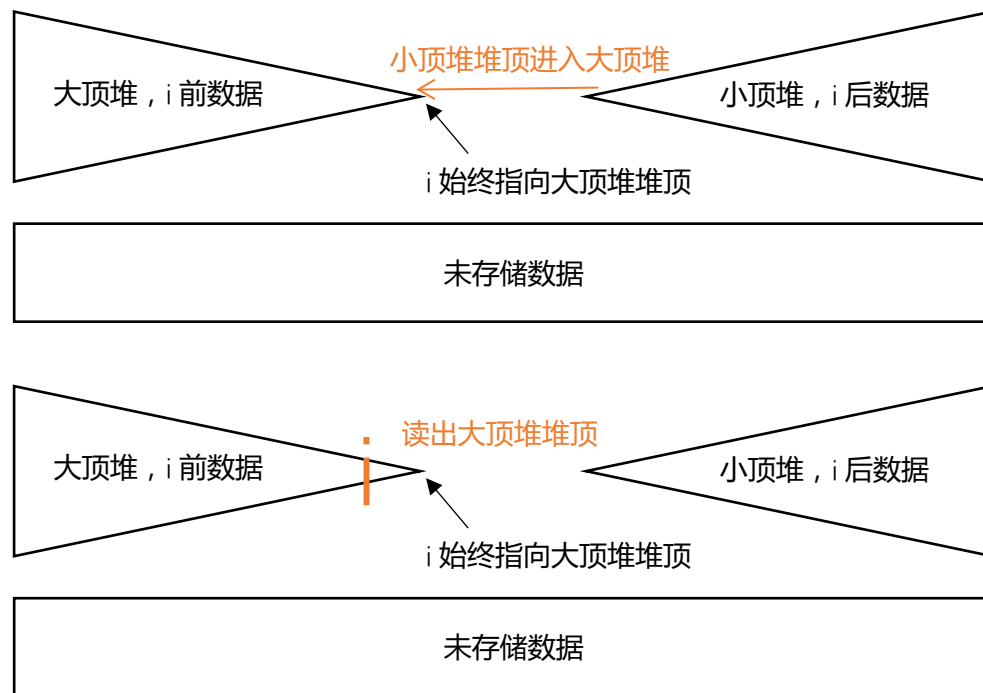 小顶堆堆顶进入大顶堆
大顶堆，i 前数据
小顶堆，i 后数据
i 始终指向大顶堆堆顶
未存储数据
读出大顶堆堆顶
i
大顶堆，i 前数据
小顶堆，i 后数据
i 始终指向大顶堆堆顶
未存储数据